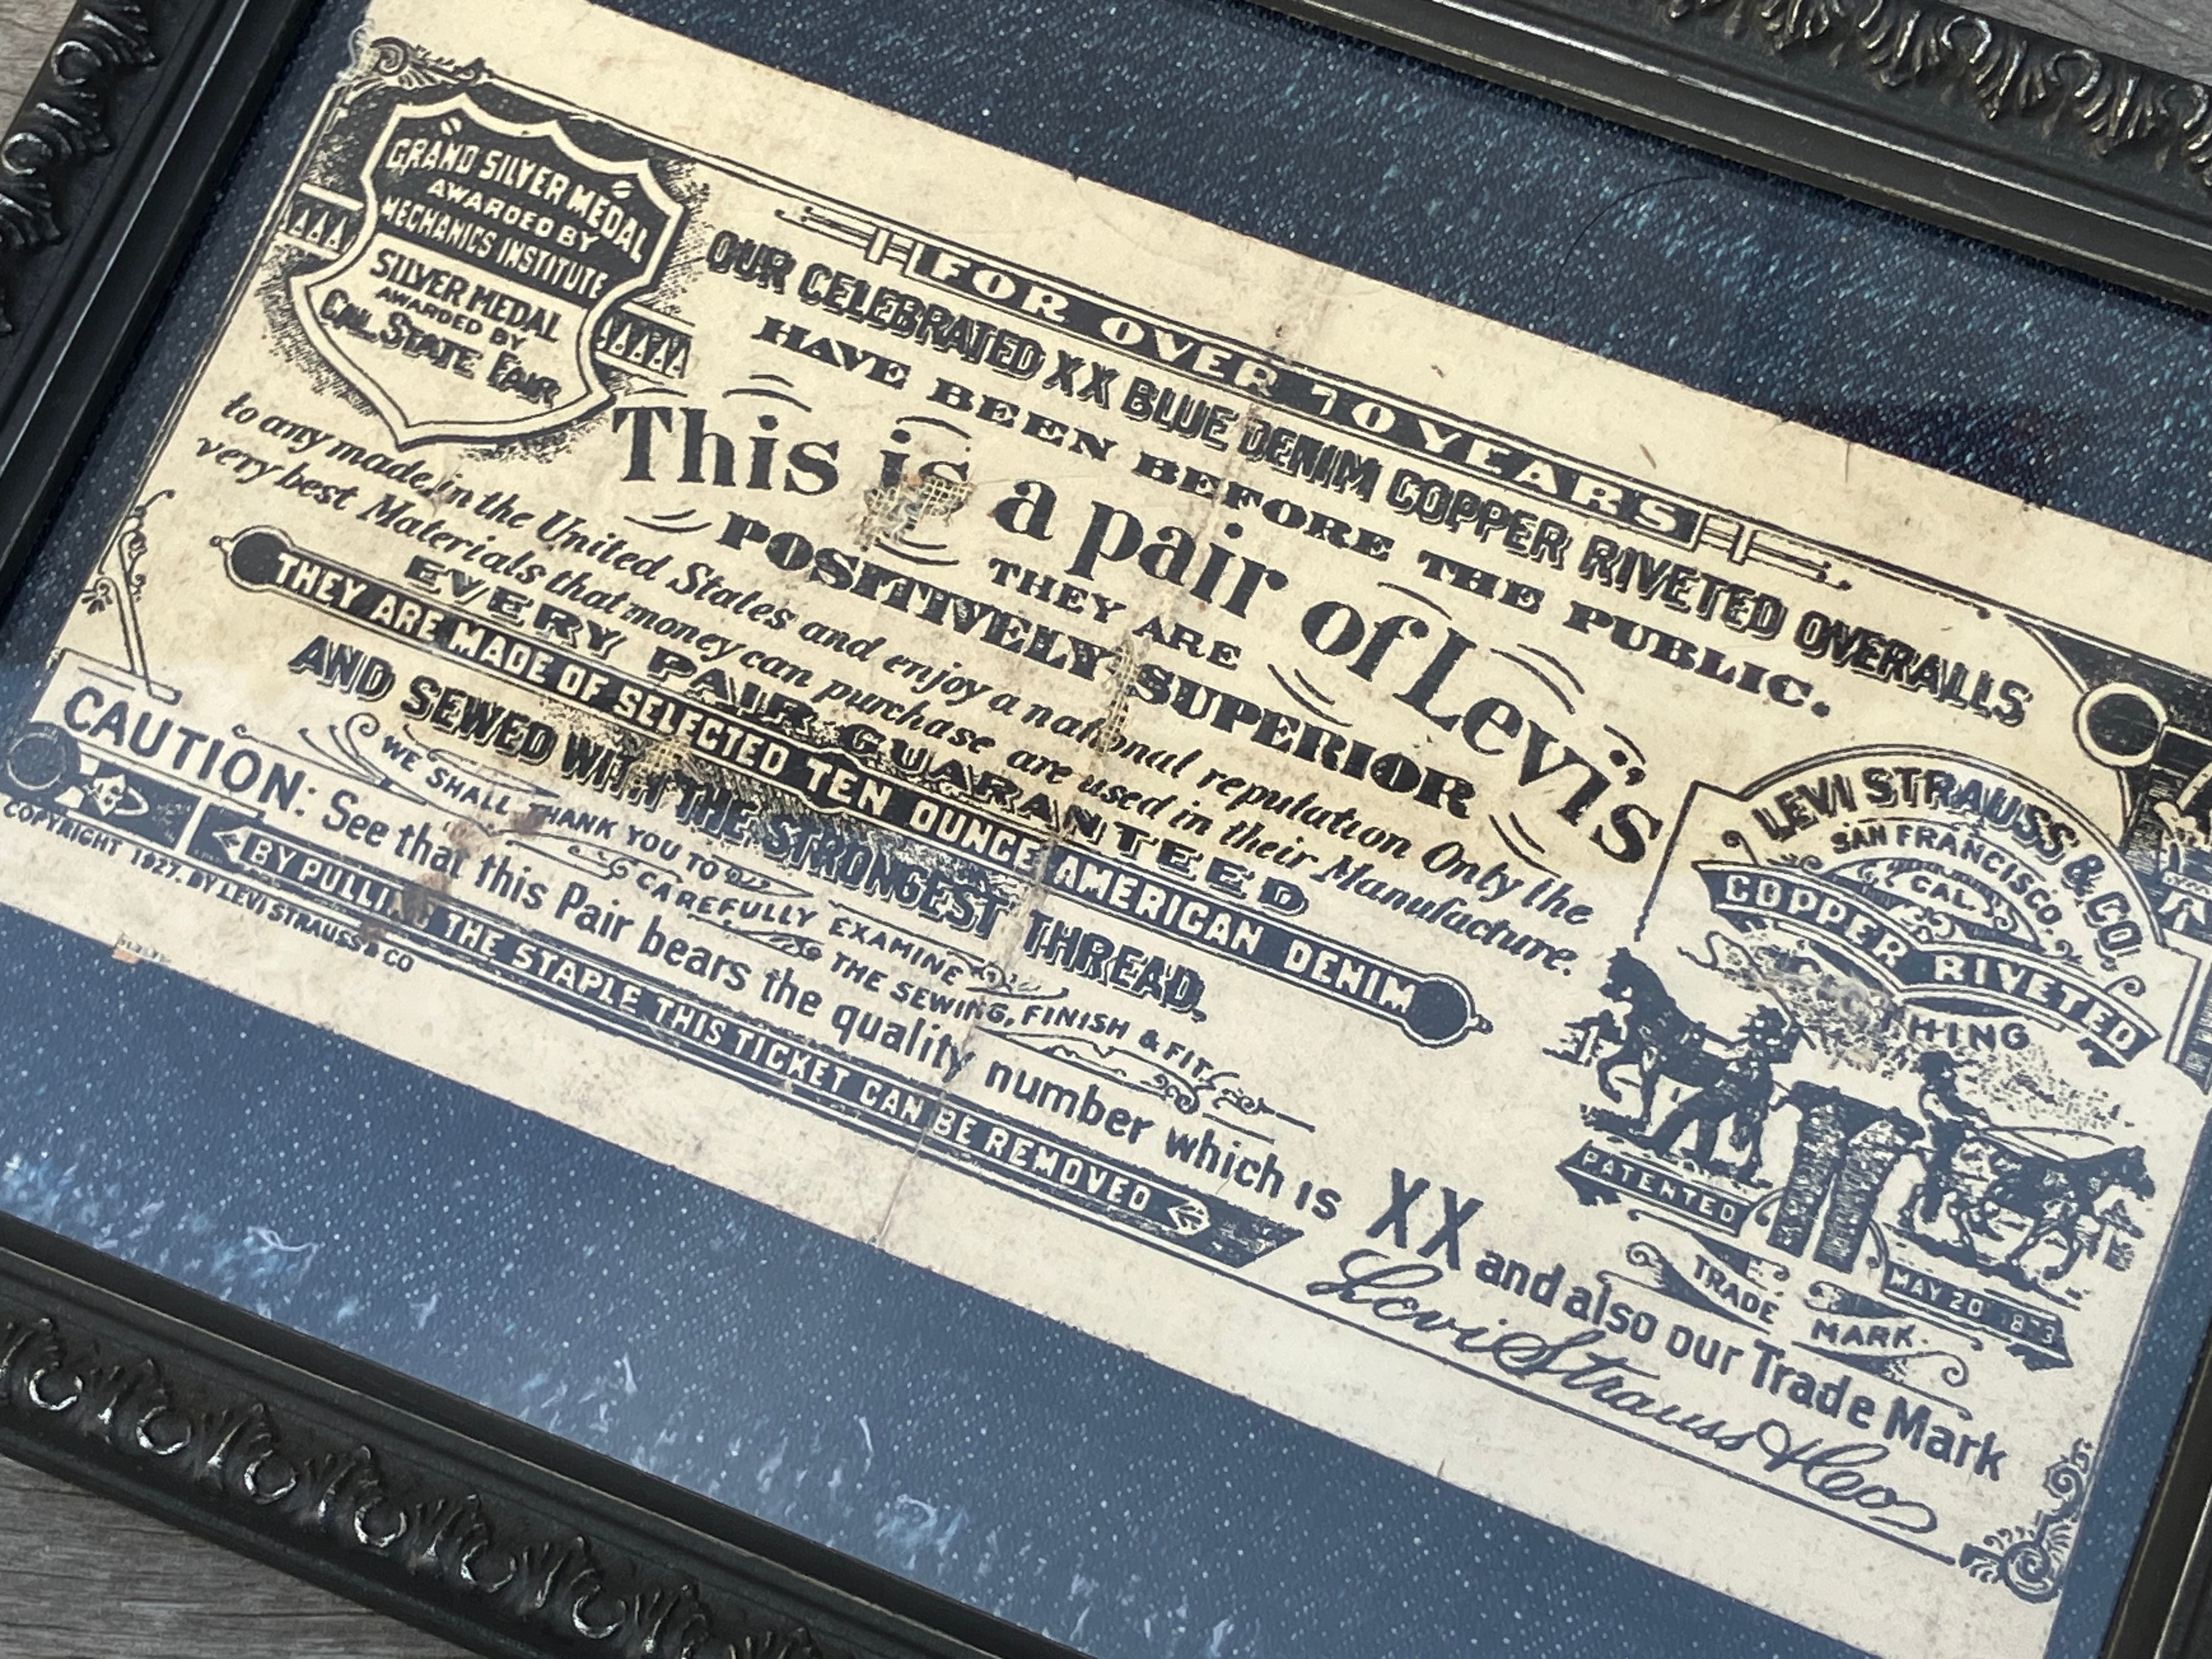 GRAND SILVER MEDAL
AWARDED BY
MECHANICS INSTITUTE
SILVER MEDAL
AWARDED BY
CAL. STATE FAIR
FOR OVER 70 YEARS
OUR CELEBRATED XX BLUE DENIM COPPER RIVETED OVERALLS
HAVE BEEN BEFORE THE PUBLIC.
This is a pair of Levi's
THEY ARE
POSITIVELY SUPERIOR
to any made in the United States and enjoy a national reputation Only the
very best Materials that money can purchase are used in their Manufacture.
EVERY PAIR GUARANTEED
THEY ARE MADE OF SELECTED TEN OUNCE AMERICAN DENIM
AND SEWED WITH THE STRONGEST THREAD.
WE SHALL THANK YOU TO
CAREFULLY EXAMINE
THE SEWING, FINISH & FIT.
CAUTION: See that this Pair bears the quality number which is XX and also our Trade Mark
BY PULLING THE STAPLE THIS TICKET CAN BE REMOVED
COPYRIGHT 1927. BY LEVI STRAUSS & CO
Levi Strauss & Co
LEVI STRAUSS & CO.
SAN FRANCISCO.
CAL.
COPPER RIVETED
PATENTED
MAY 20
TRADE MARK.